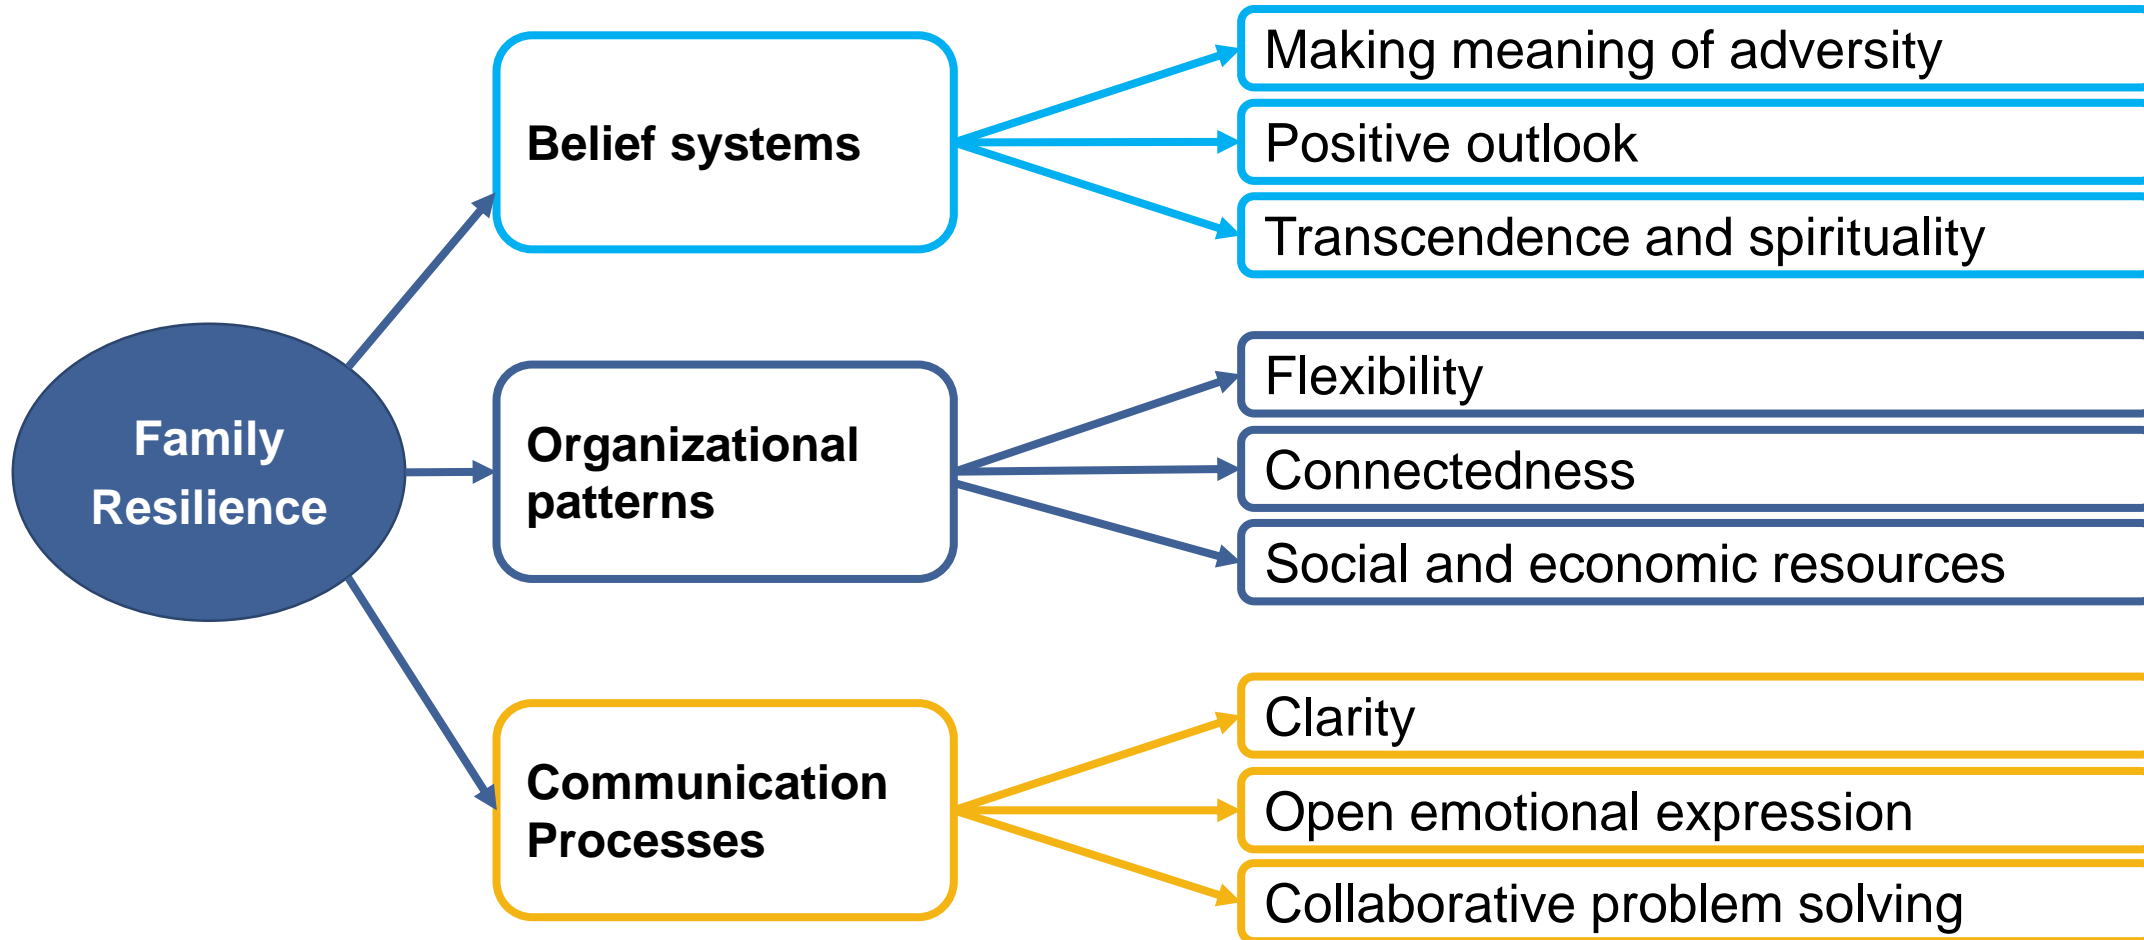 Family
Resilience
Belief systems
Making meaning of adversity
Positive outlook
Transcendence and spirituality
Organizational
patterns
Flexibility
Connectedness
Social and economic resources
Communication
Processes
Clarity
Open emotional expression
Collaborative problem solving